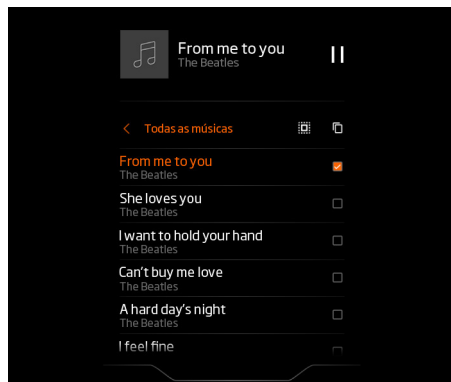 From me to you
The Beatles
Todas as músicas
From me to you
The Beatles
She loves you
The Beatles
I want to hold your hand
The Beatles
Can't buy me love
The Beatles
A hard day's night
The Beatles
I feel fine